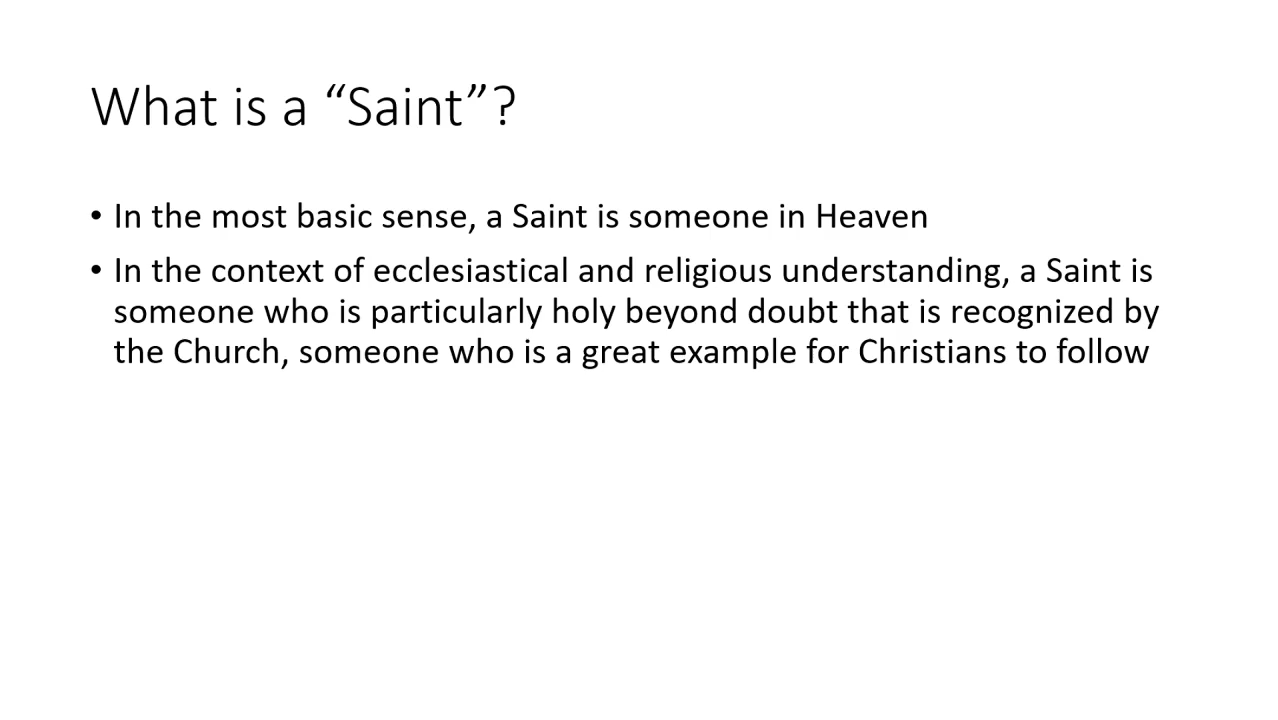 What is a “Saint”?
• In the most basic sense, a Saint is someone in Heaven
• In the context of ecclesiastical and religious understanding, a Saint is
someone who is particularly holy beyond doubt that is recognized by
the Church, someone who is a great example for Christians to follow